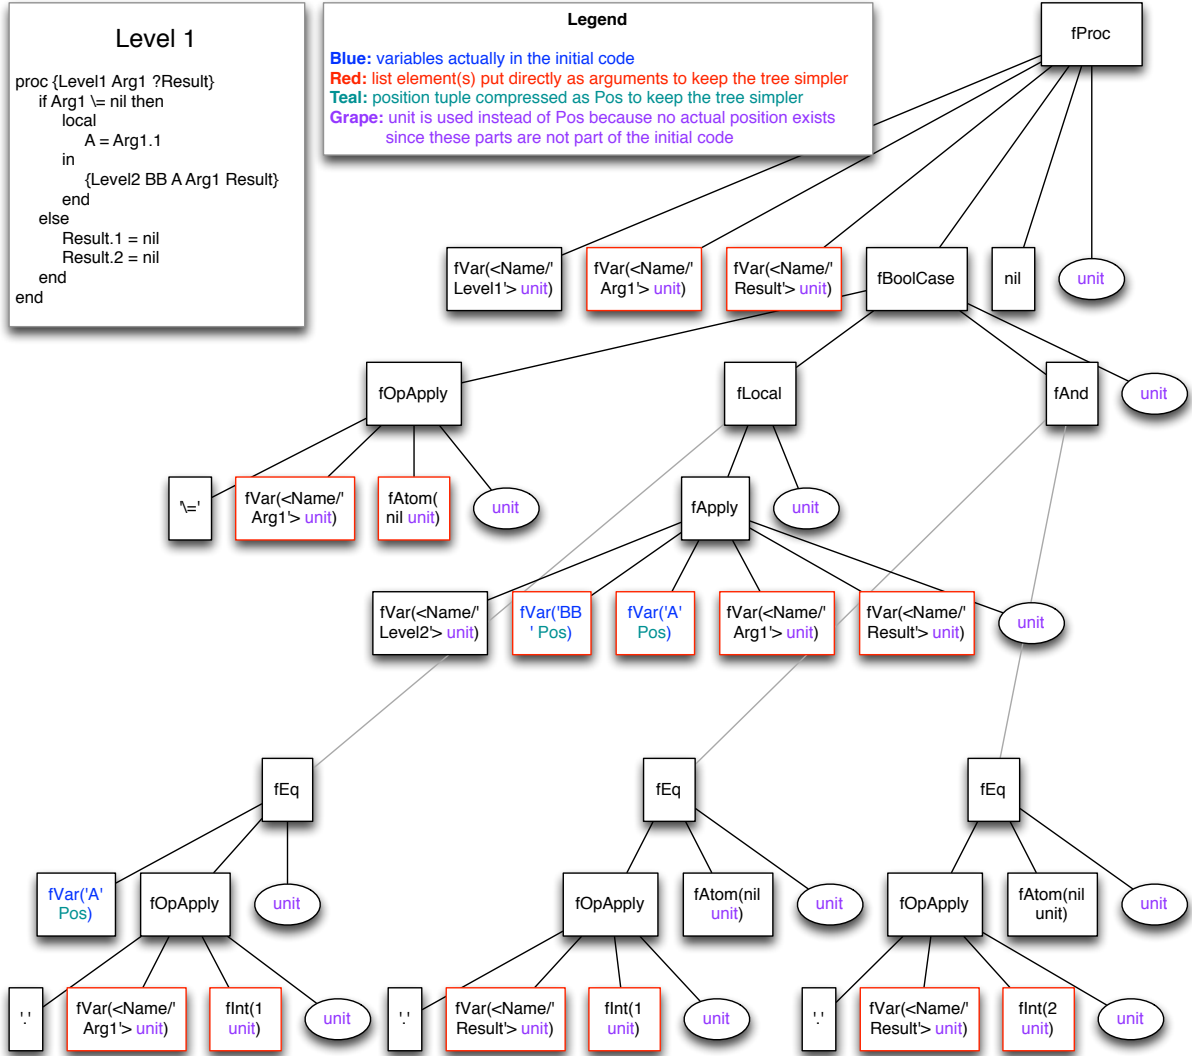 Level 1
proc {Level1 Arg1 ?Result}
if Arg1 \= nil then
local
A = Arg1.1
in
{Level2 BB A Arg1 Result}
end
else
Result.1 = nil
Result.2 = nil
end
end
Legend
Blue: variables actually in the initial code
Red: list element(s) put directly as arguments to keep the tree simpler
Teal: position tuple compressed as Pos to keep the tree simpler
Grape: unit is used instead of Pos because no actual position exists
since these parts are not part of the initial code
fProc
fVar(<Name/'
Level1'> unit)
fVar(<Name/'
Arg1'> unit)
fVar(<Name/'
Result'> unit)
fBoolCase
nil
unit
fOpApply
fLocal
fAnd
unit
'\='
fVar(<Name/'
Arg1'> unit)
fAtom(
nil unit)
unit
fApply
unit
fVar(<Name/'
Level2'> unit)
fVar('BB
' Pos)
fVar('A'
Pos)
fVar(<Name/'
Arg1'> unit)
fVar(<Name/'
Result'> unit)
unit
fEq
fEq
fEq
fVar('A'
Pos)
fOpApply
unit
fOpApply
fAtom(nil
unit)
unit
fOpApply
fAtom(nil
unit)
unit
'.'
fVar(<Name/'
Arg1'> unit)
fInt(1
unit)
unit
'.'
fVar(<Name/'
Result'> unit)
fInt(1
unit)
unit
'.'
fVar(<Name/'
Result'> unit)
fInt(2
unit)
unit